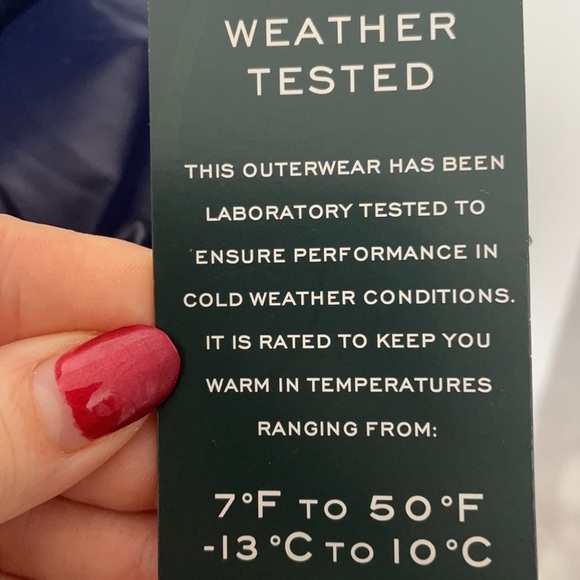 WEATHER
TESTED
THIS OUTERWEAR HAS BEEN
LABORATORY TESTED TO
ENSURE PERFORMANCE IN
COLD WEATHER CONDITIONS.
IT IS RATED TO KEEP YOU
WARM IN TEMPERATURES
RANGING FROM:
7°F TO 50°F
-13°C TO 10°C